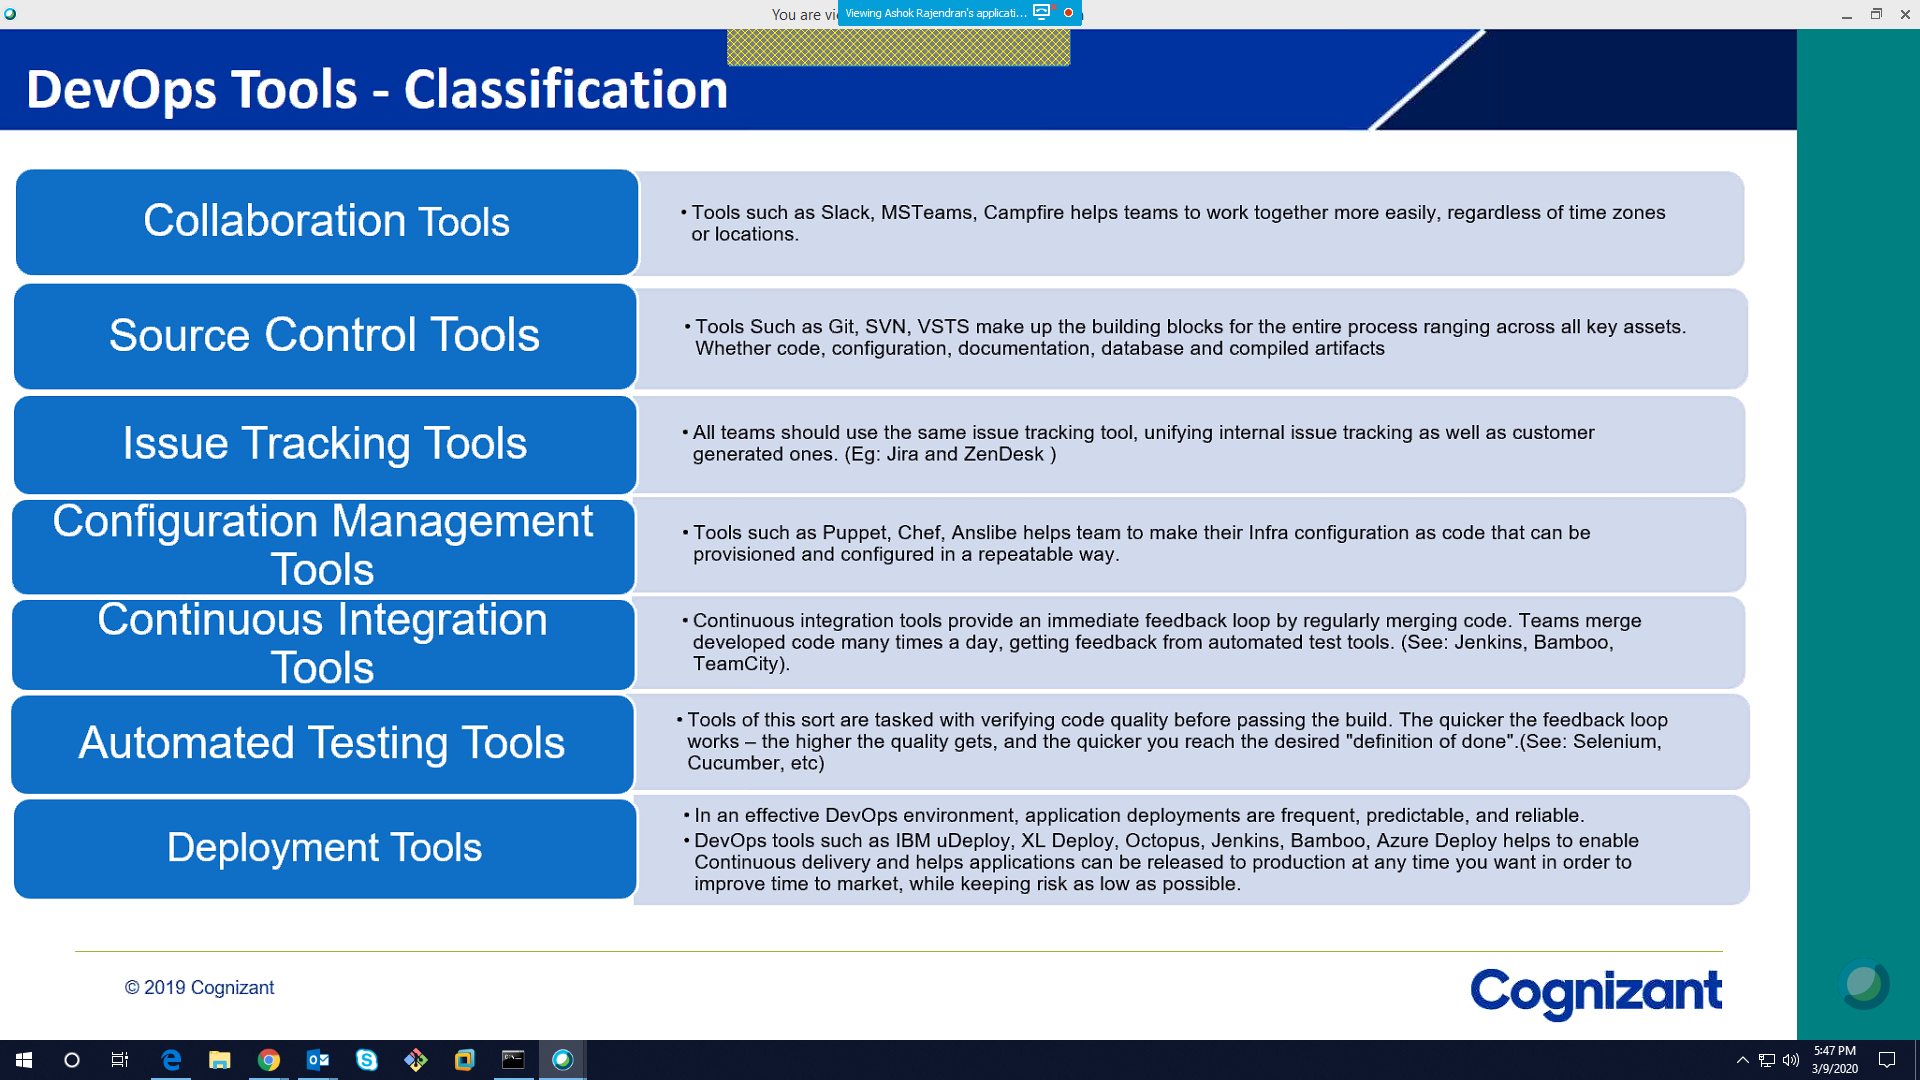 You are vi
Viewing Ashok Rajendran's applicati...
DevOps Tools - Classification
Collaboration Tools
• Tools such as Slack, MSTeams, Campfire helps teams to work together more easily, regardless of time zones
or locations.
Source Control Tools
• Tools Such as Git, SVN, VSTS make up the building blocks for the entire process ranging across all key assets.
Whether code, configuration, documentation, database and compiled artifacts
Issue Tracking Tools
• All teams should use the same issue tracking tool, unifying internal issue tracking as well as customer
generated ones. (Eg: Jira and ZenDesk )
Configuration Management
Tools
• Tools such as Puppet, Chef, Anslibe helps team to make their Infra configuration as code that can be
provisioned and configured in a repeatable way.
Continuous Integration
Tools
• Continuous integration tools provide an immediate feedback loop by regularly merging code. Teams merge
developed code many times a day, getting feedback from automated test tools. (See: Jenkins, Bamboo,
TeamCity).
Automated Testing Tools
• Tools of this sort are tasked with verifying code quality before passing the build. The quicker the feedback loop
works – the higher the quality gets, and the quicker you reach the desired "definition of done".(See: Selenium,
Cucumber, etc)
Deployment Tools
• In an effective DevOps environment, application deployments are frequent, predictable, and reliable.
• DevOps tools such as IBM uDeploy, XL Deploy, Octopus, Jenkins, Bamboo, Azure Deploy helps to enable
Continuous delivery and helps applications can be released to production at any time you want in order to
improve time to market, while keeping risk as low as possible.
© 2019 Cognizant
Cognizant
5:47 PM
3/9/2020